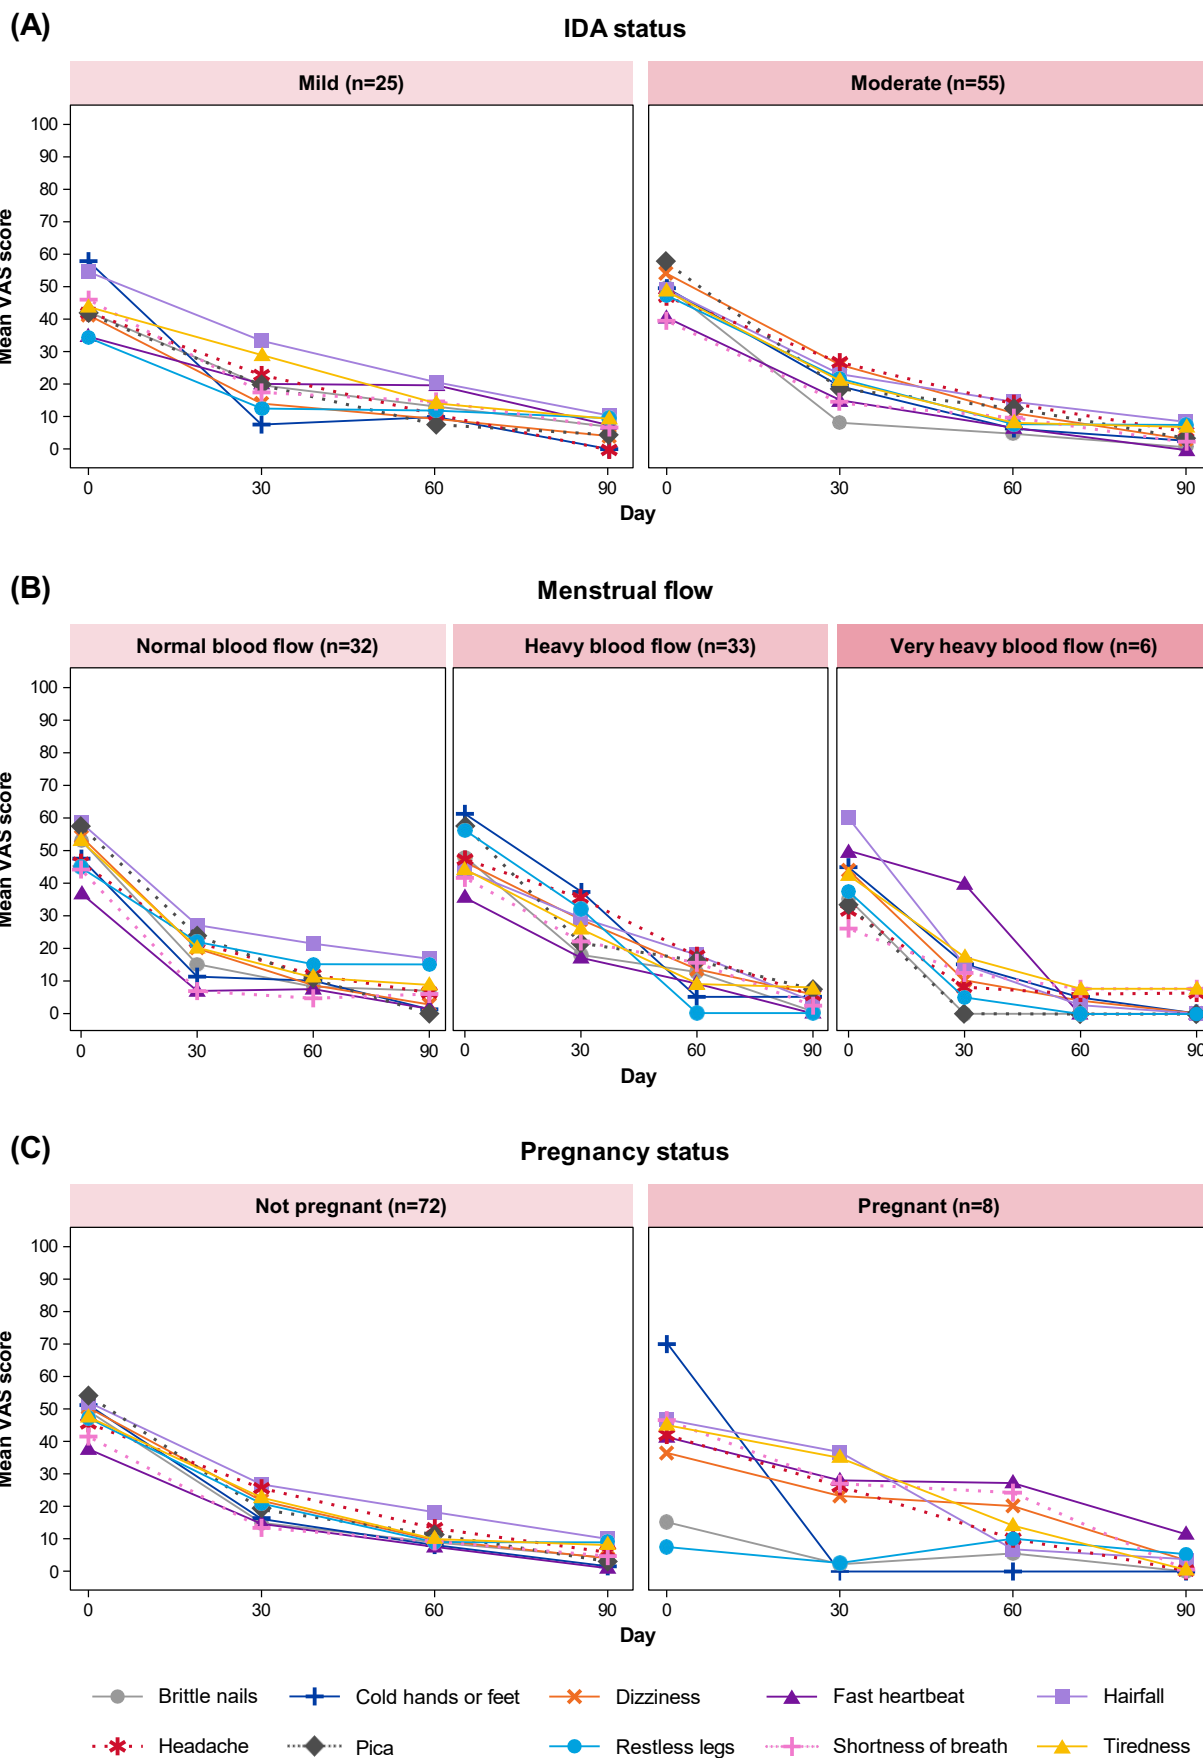 (A)
IDA status
Mild (n=25)
Moderate (n=55)
Mean VAS score
100
90
80
70
60
50
40
30
20
10
0
0 30 60 90
0 30 60 90
Day
(B)
Menstrual flow
Normal blood flow (n=32)
Heavy blood flow (n=33)
Very heavy blood flow (n=6)
Mean VAS score
100
90
80
70
60
50
40
30
20
10
0
0 30 60 90
0 30 60 90
0 30 60 90
Day
(C)
Pregnancy status
Not pregnant (n=72)
Pregnant (n=8)
Mean VAS score
100
90
80
70
60
50
40
30
20
10
0
0 30 60 90
0 30 60 90
Day
Brittle nails
Cold hands or feet
Dizziness
Fast heartbeat
Hairfall
Headache
Pica
Restless legs
Shortness of breath
Tiredness